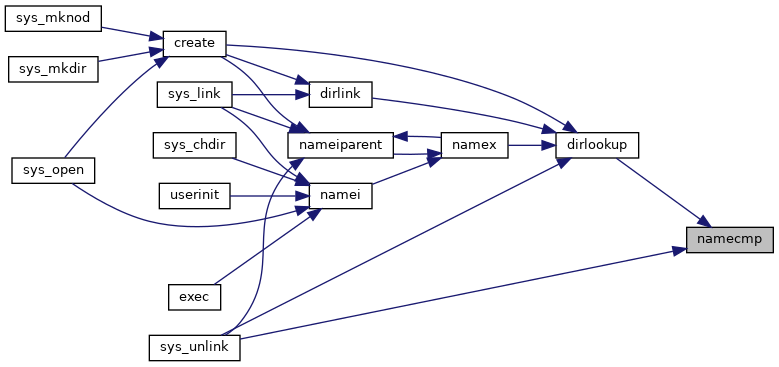 sys_mknod
create
sys_mkdir
sys_link
dirlink
sys_chdir
nameiparent
namex
dirlookup
sys_open
userinit
namei
namecmp
exec
sys_unlink